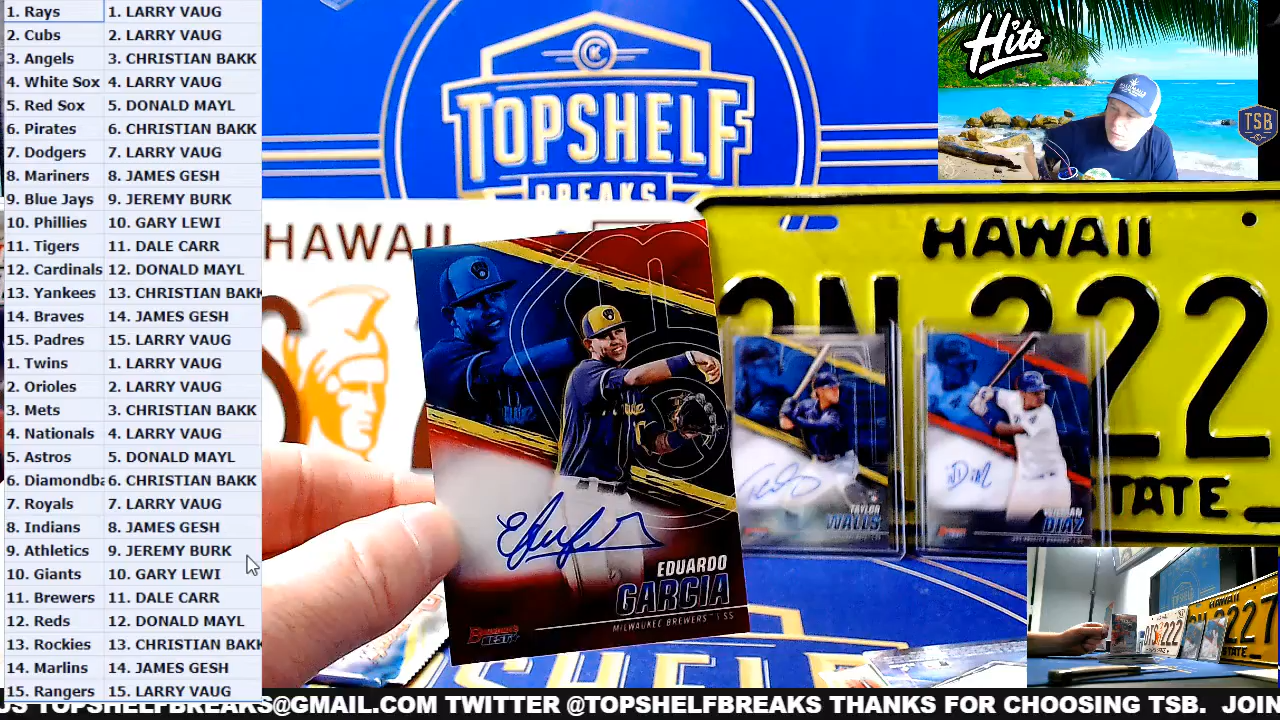 1. Rays 1. LARRY VAUG
2. Cubs 2. LARRY VAUG
3. Angels 3. CHRISTIAN BAKK
4. White Sox 4. LARRY VAUG
5. Red Sox 5. DONALD MAYL
6. Pirates 6. CHRISTIAN BAKK
7. Dodgers 7. LARRY VAUG
8. Mariners 8. JAMES GESH
9. Blue Jays 9. JEREMY BURK
10. Phillies 10. GARY LEWI
11. Tigers 11. DALE CARR
12. Cardinals 12. DONALD MAYL
13. Yankees 13. CHRISTIAN BAKK
14. Braves 14. JAMES GESH
15. Padres 15. LARRY VAUG
1. Twins 1. LARRY VAUG
2. Orioles 2. LARRY VAUG
3. Mets 3. CHRISTIAN BAKK
4. Nationals 4. LARRY VAUG
5. Astros 5. DONALD MAYL
6. Diamondba 6. CHRISTIAN BAKK
7. Royals 7. LARRY VAUG
8. Indians 8. JAMES GESH
9. Athletics 9. JEREMY BURK
10. Giants 10. GARY LEWI
11. Brewers 11. DALE CARR
12. Reds 12. DONALD MAYL
13. Rockies 13. CHRISTIAN BAKK
14. Marlins 14. JAMES GESH
15. Rangers 15. LARRY VAUG
TOPSHELF
BREAKS
Hits
TSB
HAWAII
HAWAII
222
TATE
EDUARDO
GARCIA
MILWAUKEE BREWERS | SS
BOWMAN'S
BEST
TAYLOR
WALLS
DIAZ
SHELF
HAWAII
222
227
STATE
US TOPSHELFBREAKS@GMAIL.COM TWITTER @TOPSHELFBREAKS THANKS FOR CHOOSING TSB. JOIN